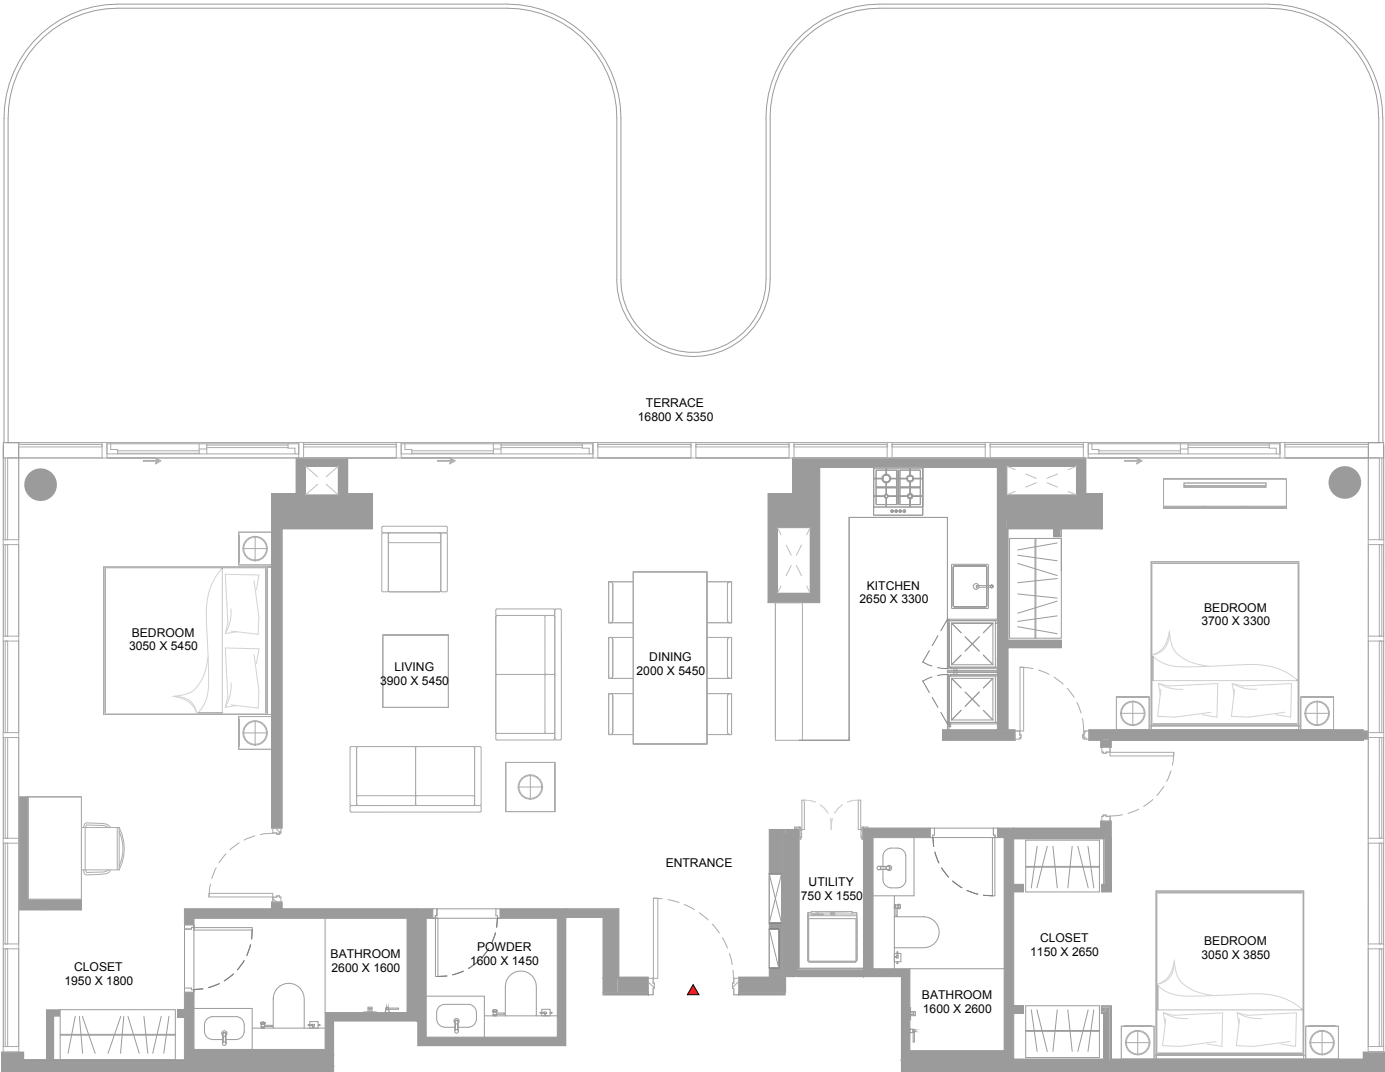 TERRACE
16800 X 5350
KITCHEN
2650 X 3300
BEDROOM
3700 X 3300
BEDROOM
3050 X 5450
LIVING
3900 X 5450
DINING
2000 X 5450
ENTRANCE
UTILITY
750 X 1550
POWDER
1600 X 1450
BATHROOM
2600 X 1600
CLOSET
1950 X 1800
CLOSET
1150 X 2650
BEDROOM
3050 X 3850
BATHROOM
1600 X 2600